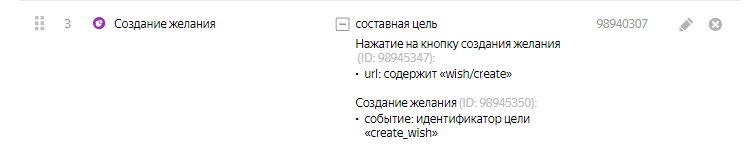 3 Создание желания составная цель 98940307
Нажатие на кнопку создания желания
(ID: 98945347):
• url: содержит «wish/create»
Создание желания (ID: 98945350):
• событие: идентификатор цели
«create_wish»